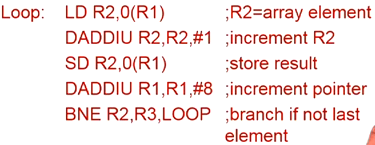 Loop: LD R2,0(R1) ;R2=array element
DADDIU R2,R2,#1 ;increment R2
SD R2,0(R1) ;store result
DADDIU R1,R1,#8 ;increment pointer
BNE R2,R3,LOOP ;branch if not last
element